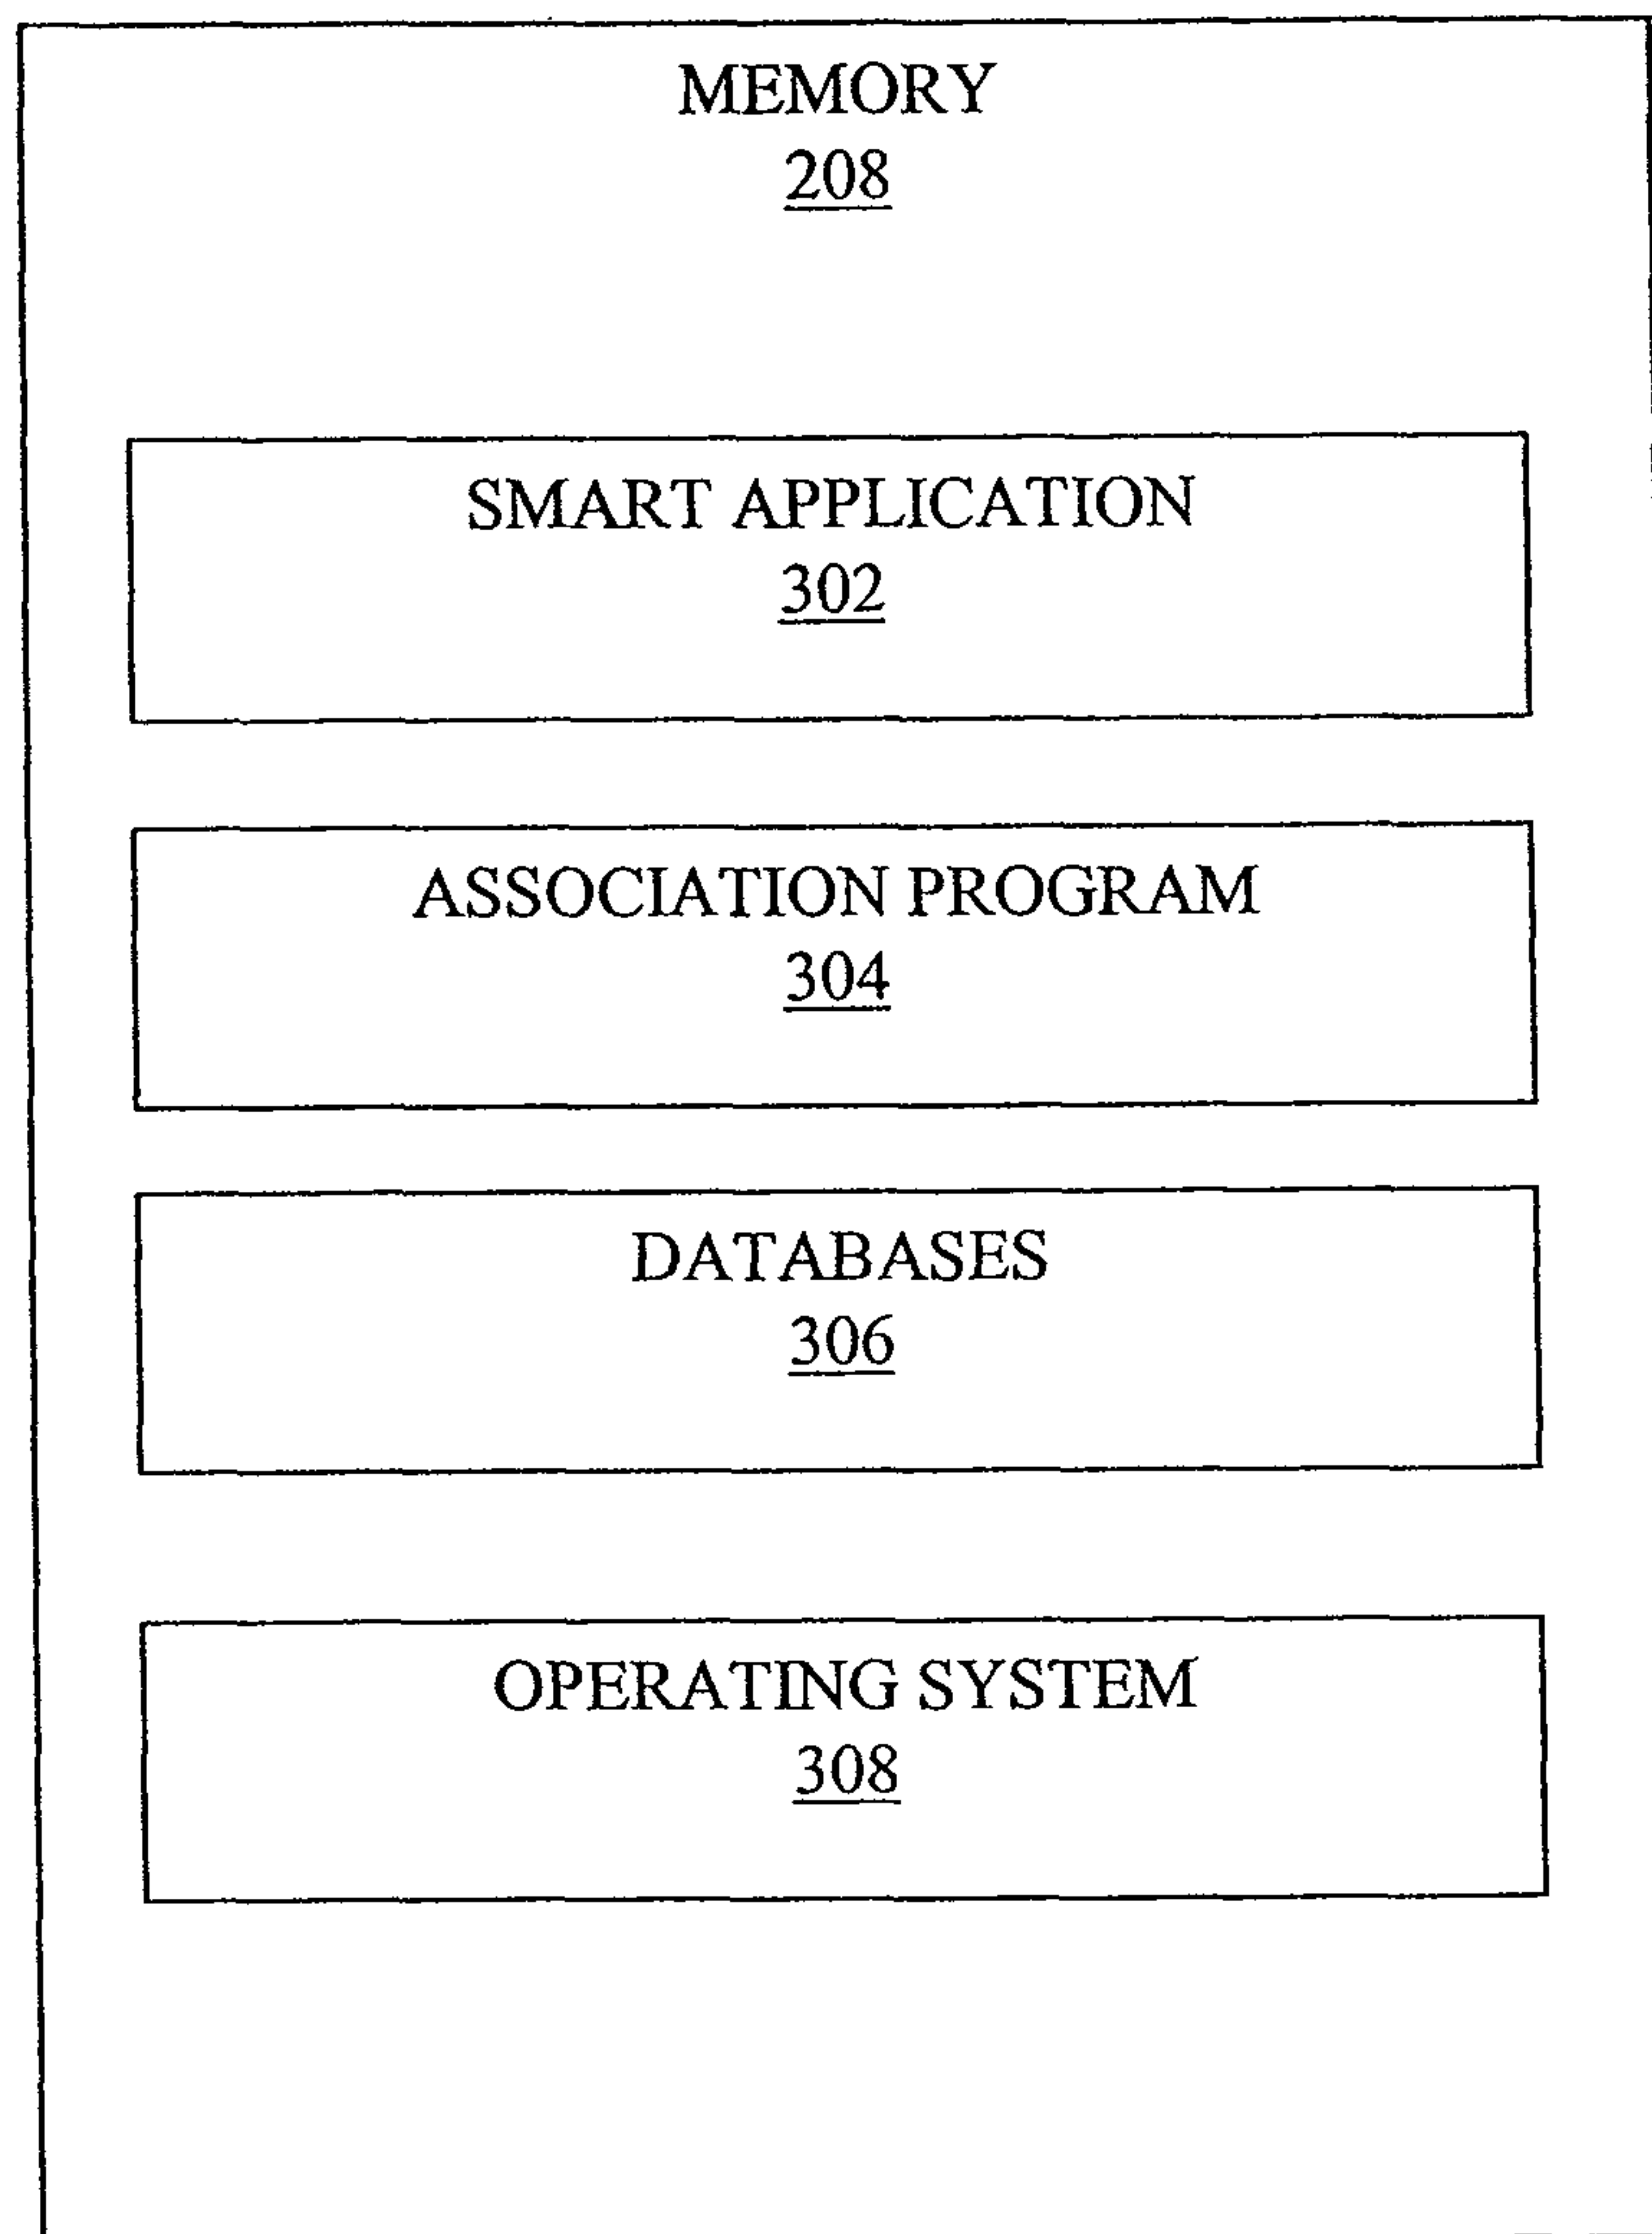 MEMORY
208
SMART APPLICATION
302
ASSOCIATION PROGRAM
304
DATABASES
306
OPERATING SYSTEM
308